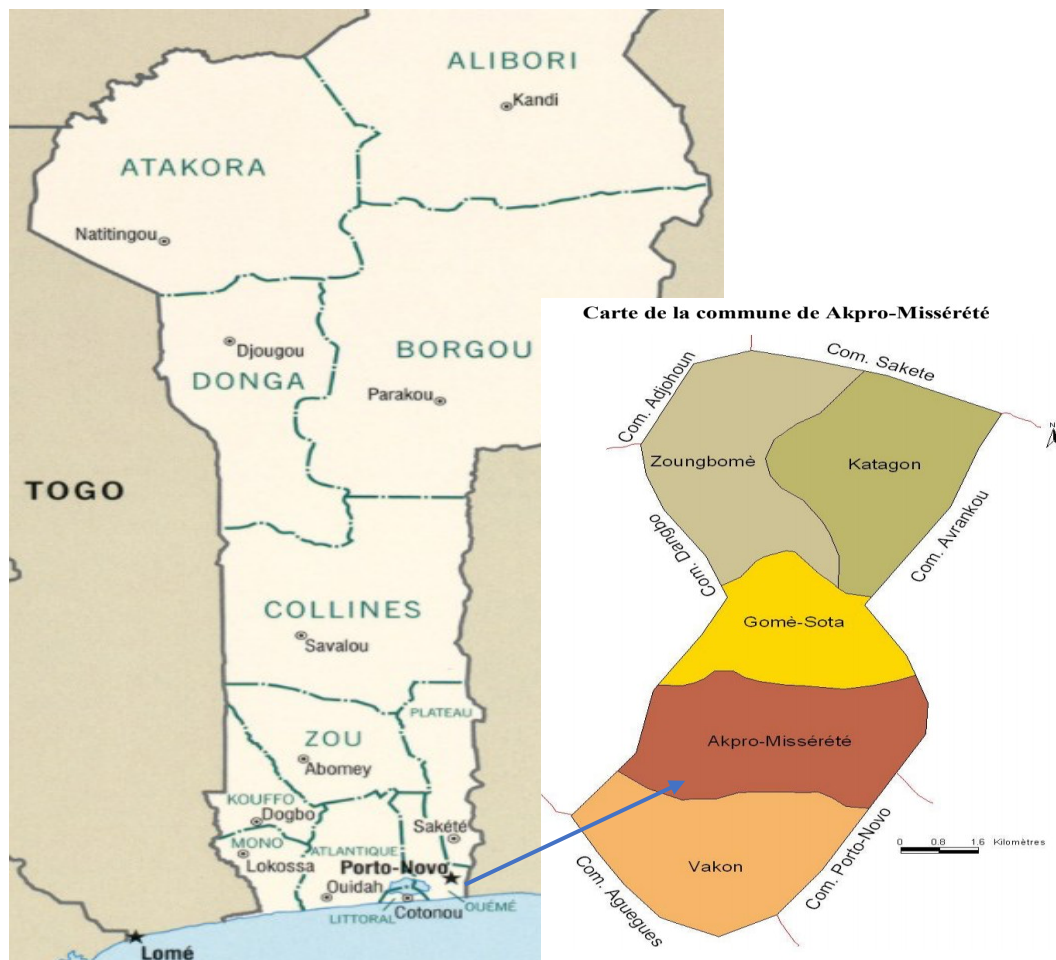 ALIBORI
Kandi
ATAKORA
Natitingou
Djougou
DONGA
BORGOU
Parakou
TOGO
COLLINES
Savalou
PLATEAU
ZOU
Abomey
KOUFFO
Dogbo
Sakété
MONO
Lokossa
ATLANTIQUE
Porto-Novo
Ouidah
OUÉMÉ
LITTORAL
Cotonou
Lomé
Carte de la commune de Akpro-Missérété
Com. Sakete
Com. Adjohoun
N
Zoungbomè
Katagon
Com. Dangbo
Com. Avrankou
Gomè-Sota
Akpro-Missérété
Com. Porto-Novo
0 0.8 1.6 Kilomètres
Vakon
Com. Aguegues